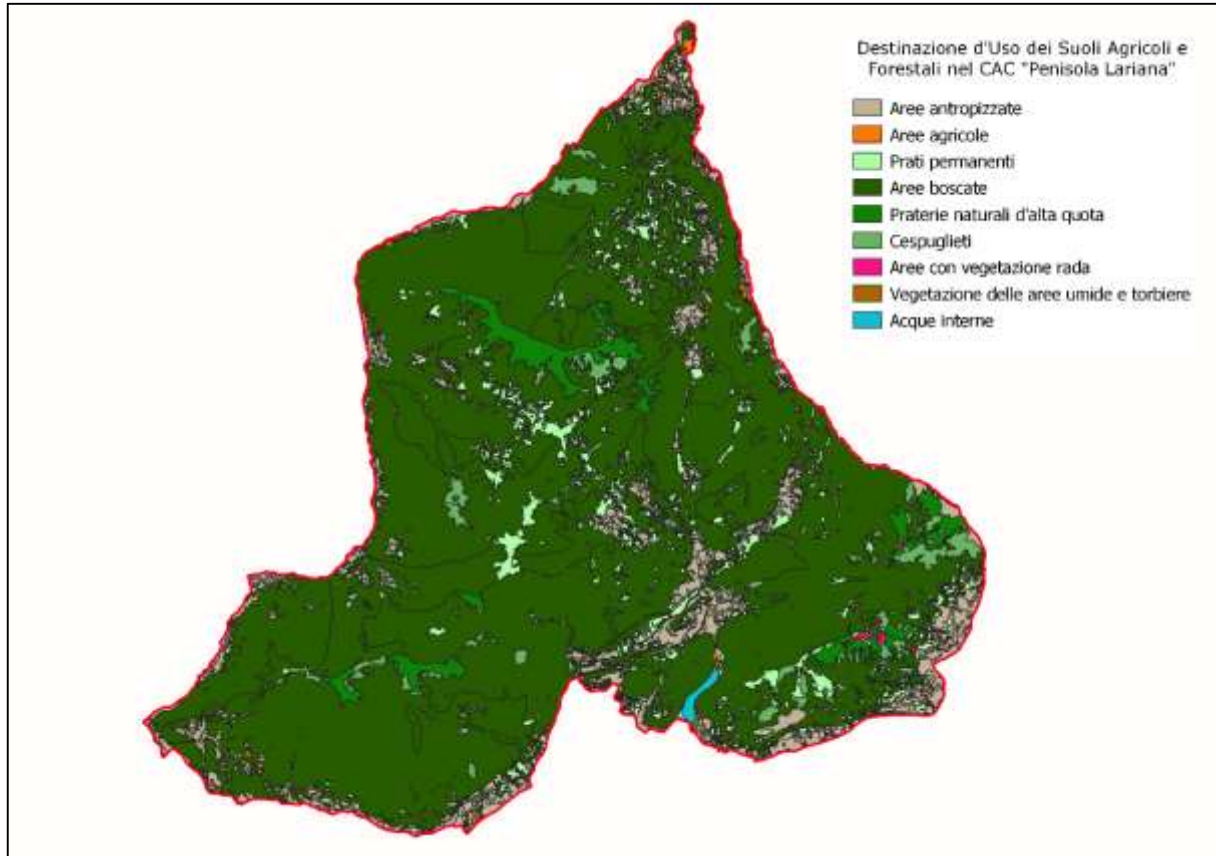 Destinazione d'Uso dei Suoli Agricoli e
Forestali nel CAC "Penisola Lariana"
Aree antropizzate
Aree agricole
Prati permanenti
Aree boscate
Praterie naturali d'alta quota
Cespuglieti
Aree con vegetazione rada
Vegetazione delle aree umide e torbiere
Acque interne